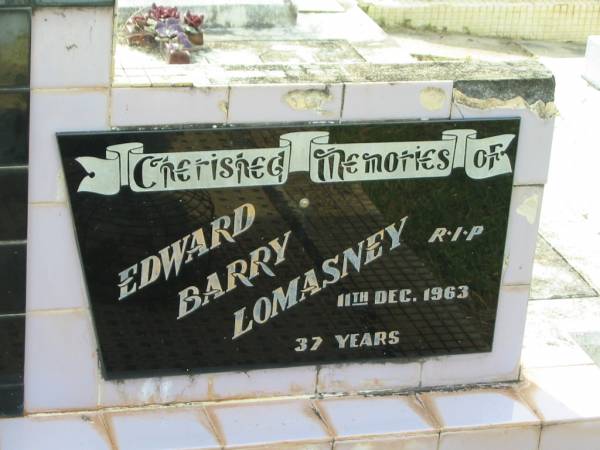 Cherished Memories of
EDWARD
BARRY
LOMASNEY
R·I·P
11TH DEC. 1963
37 YEARS